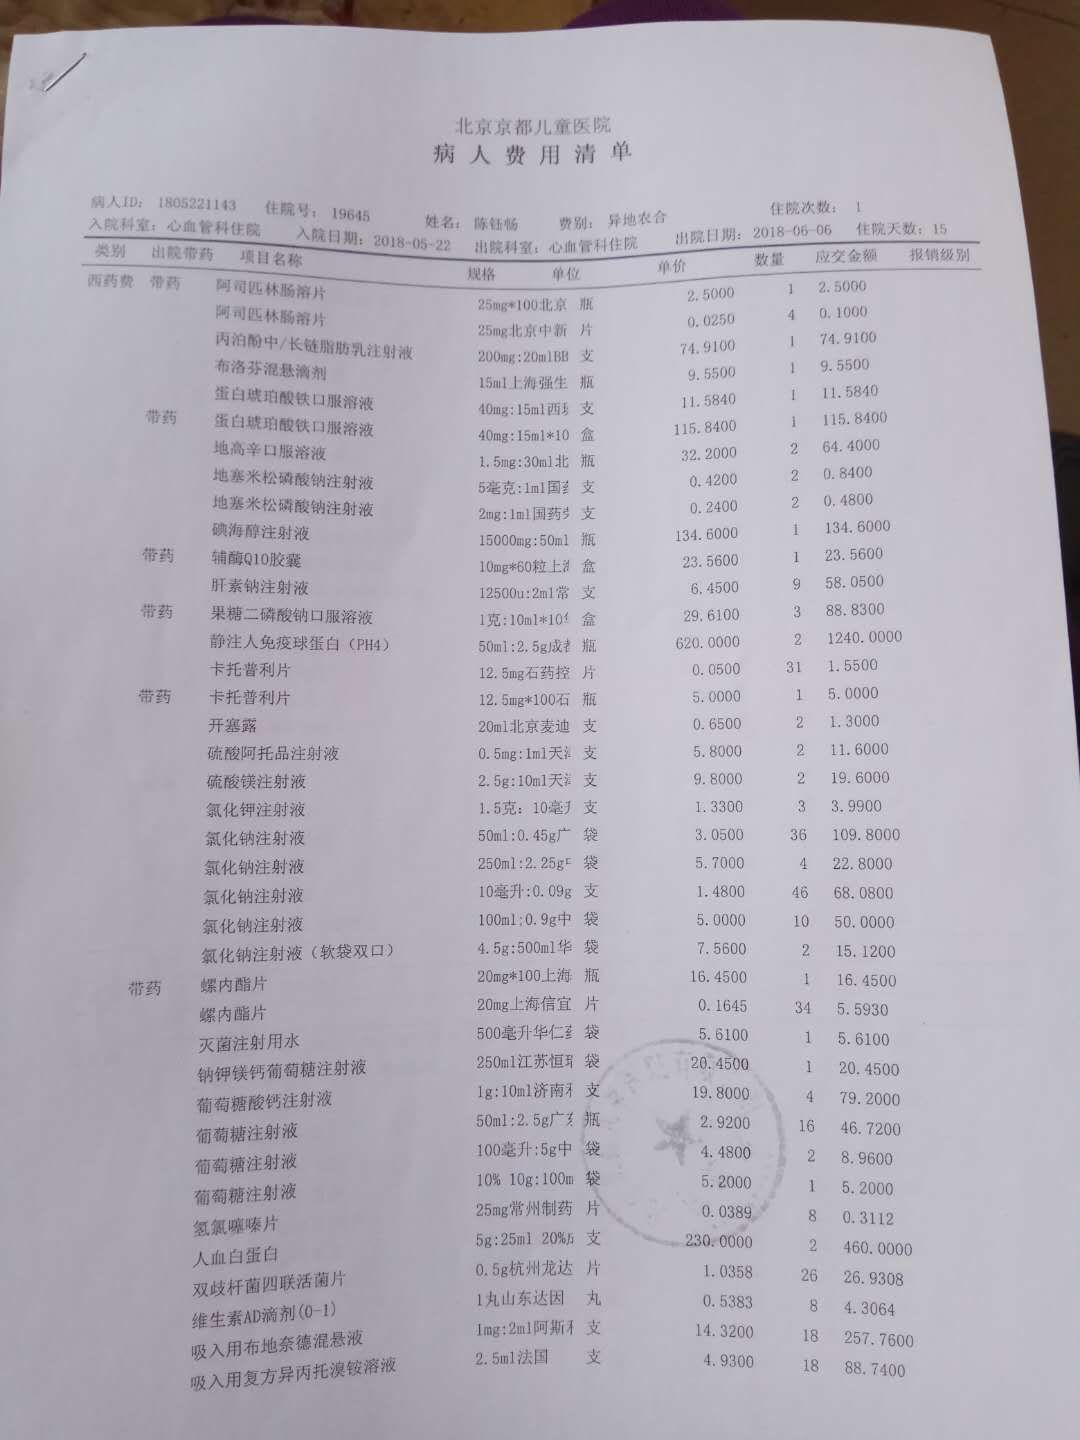 北京京都儿童医院
病人费用清单
病人ID: 1805221143 住院号: 19645 姓名: 陈钰畅 费别: 异地农合 住院次数: 1
入院科室: 心血管科住院 入院日期: 2018-05-22 出院科室: 心血管科住院 出院日期: 2018-06-06 住院天数: 15
类别 出院带药 项目名称 规格 单位 单价 数量 应交金额 报销级别
西药费 带药 阿司匹林肠溶片 25mg*100北京 瓶 2.5000 1 2.5000
阿司匹林肠溶片 25mg北京中新 片 0.0250 4 0.1000
丙泊酚中/长链脂肪乳注射液 200mg:20mlBB 支 74.9100 1 74.9100
布洛芬混悬滴剂 15ml上海强生 瓶 9.5500 1 9.5500
蛋白琥珀酸铁口服溶液 40mg:15ml西班 支 11.5840 1 11.5840
带药 蛋白琥珀酸铁口服溶液 40mg:15ml*10 盒 115.8400 1 115.8400
地高辛口服溶液 1.5mg:30ml北 瓶 32.2000 2 64.4000
地塞米松磷酸钠注射液 5毫克:1ml国药 支 0.4200 2 0.8400
地塞米松磷酸钠注射液 2mg:1ml国药 支 0.2400 2 0.4800
碘海醇注射液 15000mg:50ml 瓶 134.6000 1 134.6000
带药 辅酶Q10胶囊 10mg*60粒上海 盒 23.5600 1 23.5600
肝素钠注射液 12500u:2ml常 支 6.4500 9 58.0500
带药 果糖二磷酸钠口服溶液 1克:10ml*10 盒 29.6100 3 88.8300
静注人免疫球蛋白（PH4） 50ml:2.5g成都 瓶 620.0000 2 1240.0000
卡托普利片 12.5mg石药控 片 0.0500 31 1.5500
带药 卡托普利片 12.5mg*100石 瓶 5.0000 1 5.0000
开塞露 20ml北京麦迪 支 0.6500 2 1.3000
硫酸阿托品注射液 0.5mg:1ml天津 支 5.8000 2 11.6000
硫酸镁注射液 2.5g:10ml天津 支 9.8000 2 19.6000
氯化钾注射液 1.5克: 10毫升 支 1.3300 3 3.9900
氯化钠注射液 50ml:0.45g广 袋 3.0500 36 109.8000
氯化钠注射液 250ml:2.25g 袋 5.7000 4 22.8000
氯化钠注射液 10毫升:0.09g 支 1.4800 46 68.0800
氯化钠注射液 100ml:0.9g中 袋 5.0000 10 50.0000
氯化钠注射液（软袋双口） 4.5g:500ml华 袋 7.5600 2 15.1200
带药 螺内酯片 20mg*100上海 瓶 16.4500 1 16.4500
螺内酯片 20mg上海信宜 片 0.1645 34 5.5930
灭菌注射用水 500毫升华仁药 袋 5.6100 1 5.6100
钠钾镁钙葡萄糖注射液 250ml江苏恒瑞 袋 20.4500 1 20.4500
葡萄糖酸钙注射液 1g:10ml济南利 支 19.8000 4 79.2000
葡萄糖注射液 50ml:2.5g广东 瓶 2.9200 16 46.7200
葡萄糖注射液 100毫升:5g中 袋 4.4800 2 8.9600
葡萄糖注射液 10% 10g:100m 袋 5.2000 1 5.2000
氢氯噻嗪片 25mg常州制药 片 0.0389 8 0.3112
人血白蛋白 5g:25ml 20% 支 230.0000 2 460.0000
双歧杆菌四联活菌片 0.5g杭州龙达 片 1.0358 26 26.9308
维生素AD滴剂(0-1) 1丸山东达因 丸 0.5383 8 4.3064
吸入用布地奈德混悬液 1mg:2ml阿斯利 支 14.3200 18 257.7600
吸入用复方异丙托溴铵溶液 2.5ml法国 支 4.9300 18 88.7400